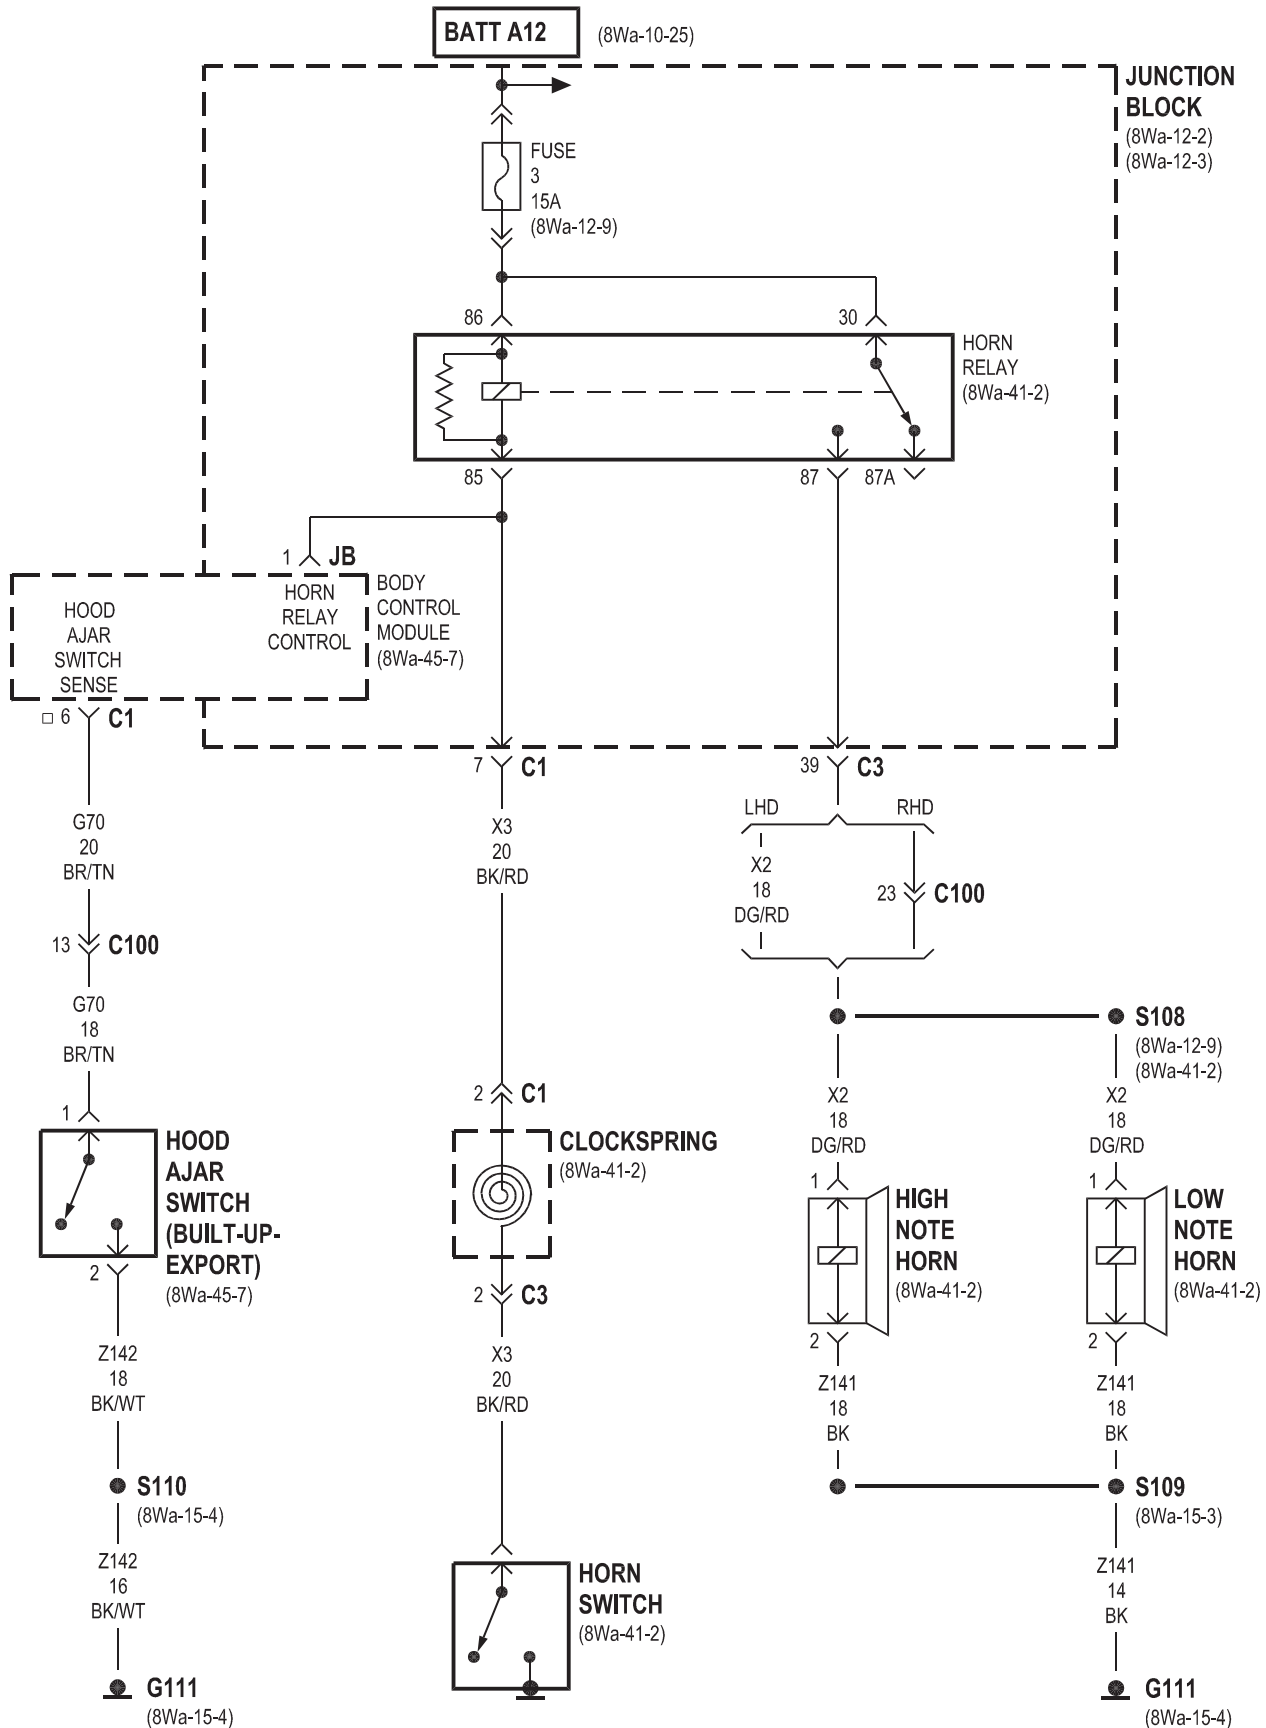 BATT A12
(8Wa-10-25)
JUNCTION
BLOCK
(8Wa-12-2)
(8Wa-12-3)
FUSE
3
15A
(8Wa-12-9)
86
30
HORN
RELAY
(8Wa-41-2)
85
87
87A
1
JB
HORN
RELAY
CONTROL
BODY
CONTROL
MODULE
(8Wa-45-7)
HOOD
AJAR
SWITCH
SENSE
6
C1
7
C1
39
C3
G70
20
BR/TN
X3
20
BK/RD
LHD
RHD
X2
18
DG/RD
23
C100
13
C100
G70
18
BR/TN
S108
(8Wa-12-9)
(8Wa-41-2)
2
C1
X2
18
DG/RD
X2
18
DG/RD
1
HOOD
AJAR
SWITCH
(BUILT-UP-
EXPORT)
(8Wa-45-7)
2
CLOCKSPRING
(8Wa-41-2)
2
C3
1
HIGH
NOTE
HORN
(8Wa-41-2)
2
1
LOW
NOTE
HORN
(8Wa-41-2)
2
Z142
18
BK/WT
X3
20
BK/RD
Z141
18
BK
Z141
18
BK
S110
(8Wa-15-4)
S109
(8Wa-15-3)
Z142
16
BK/WT
HORN
SWITCH
(8Wa-41-2)
Z141
14
BK
G111
(8Wa-15-4)
G111
(8Wa-15-4)